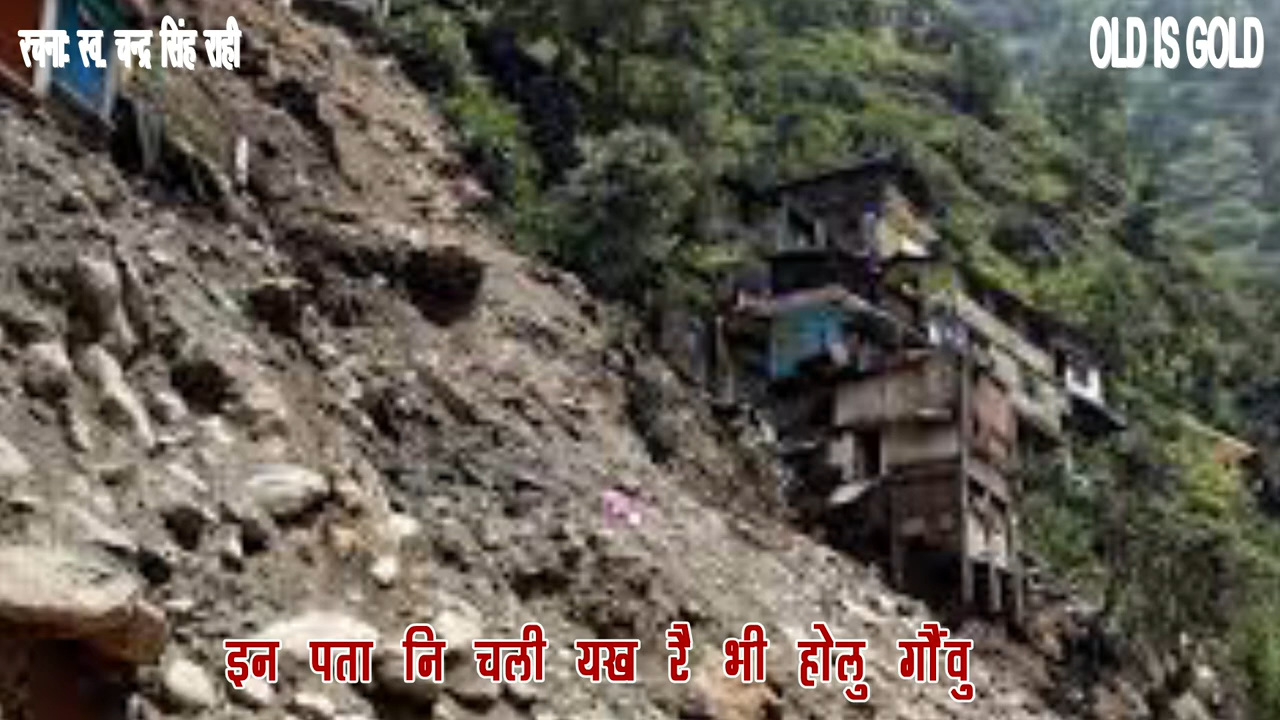 रचनाः स्व. चन्द्र सिंह राही
OLD IS GOLD
इन पता नि चली यख रै भी होलु गौंवु